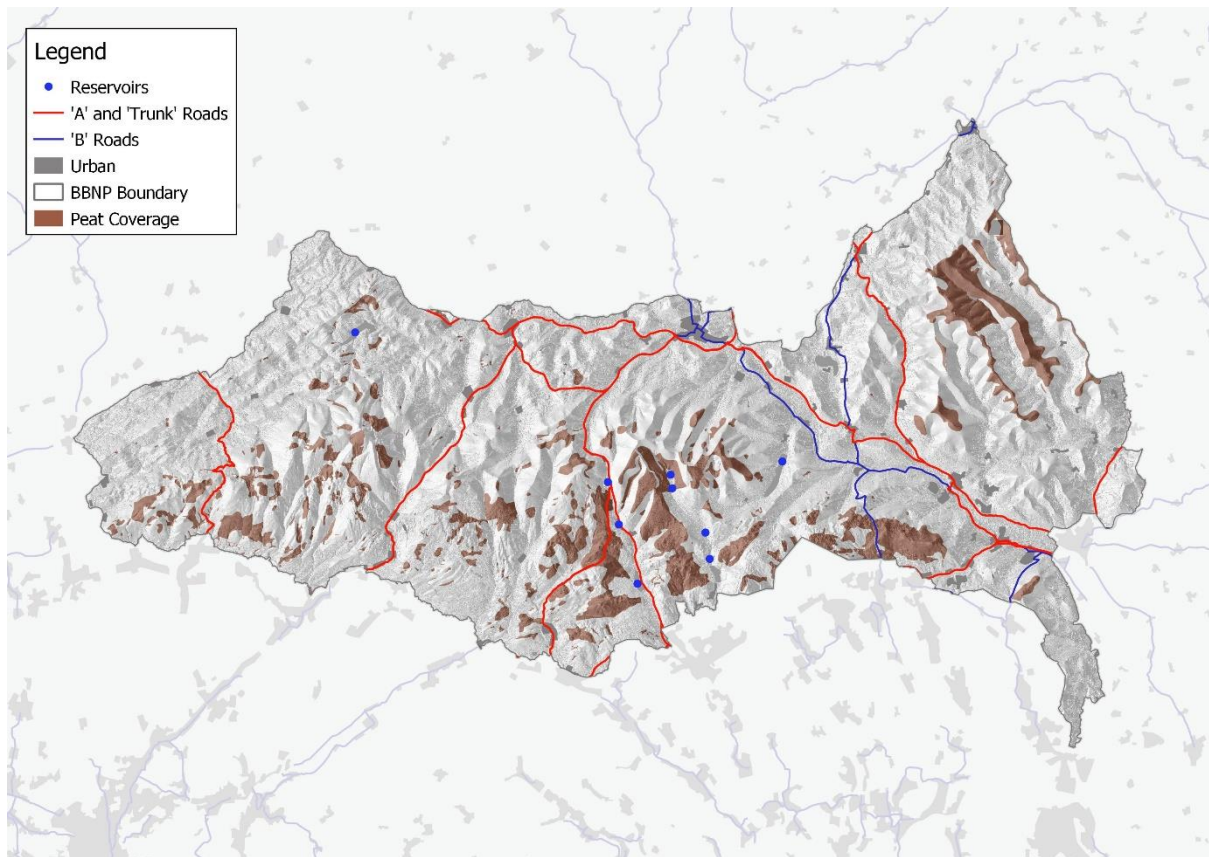 Legend
Reservoirs
'A' and 'Trunk' Roads
'B' Roads
Urban
BBNP Boundary
Peat Coverage